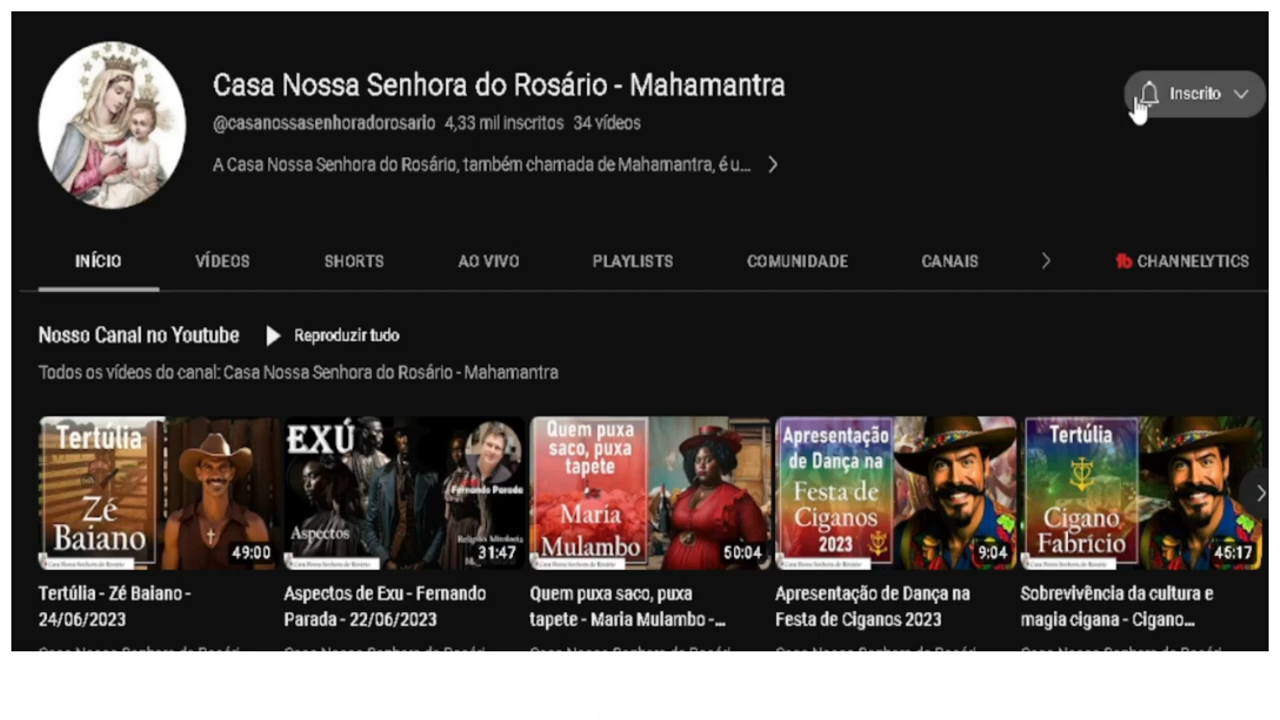 Casa Nossa Senhora do Rosário - Mahamantra
@casanossasenhoradorosario 4,33 mil inscritos 34 vídeos
Inscrito
A Casa Nossa Senhora do Rosário, também chamada de Mahamantra, é u...
INÍCIO VÍDEOS SHORTS AO VIVO PLAYLISTS COMUNIDADE CANAIS CHANNELYTICS
Nosso Canal no Youtube Reproduzir tudo
Todos os vídeos do canal: Casa Nossa Senhora do Rosário - Mahamantra
Tertúlia
Zé
Baiano
49:00
EXÚ
Fernando Parada
Aspectos
31:47
Quem puxa
saco, puxa
tapete
Maria
Mulambo
50:04
Apresentação
de Dança na
Festa de
Ciganos
2023
9:04
Tertúlia
Cigano
Fabrício
45:17
Tertúlia - Zé Baiano -
24/06/2023
Aspectos de Exu - Fernando
Parada - 22/06/2023
Quem puxa saco, puxa
tapete - Maria Mulambo -...
Apresentação de Dança na
Festa de Ciganos 2023
Sobrevivência da cultura e
magia cigana - Cigano...